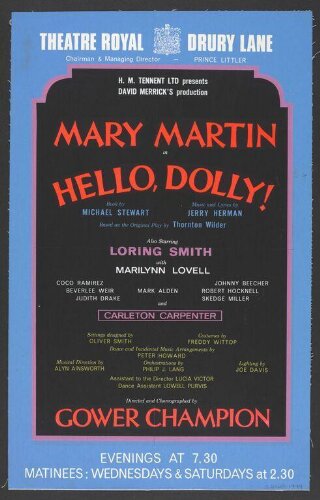 THEATRE ROYAL DRURY LANE
Chairman & Managing Director - PRINCE LITTLER
H. M. TENNENT LTD presents
DAVID MERRICK'S production
MARY MARTIN
in
HELLO, DOLLY!
Book by Music and Lyrics by
MICHAEL STEWART JERRY HERMAN
Based on the Original Play by Thornton Wilder
Also Starring
LORING SMITH
with
MARILYNN LOVELL
COCO RAMIREZ JOHNNY BEECHER
BEVERLEE WEIR MARK ALDEN ROBERT HOCKNELL
JUDITH DRAKE SKEDGE MILLER
and
CARLETON CARPENTER
Settings designed by Costumes by
OLIVER SMITH FREDDY WITTOP
Dance and Incidental Music Arrangements by
PETER HOWARD
Musical Direction by Orchestrations by Lighting by
ALYN AINSWORTH PHILIP J. LANG JOE DAVIS
Assistant to the Director LUCIA VICTOR
Dance Assistant LOWELL PURVIS
Directed and Choreographed by
GOWER CHAMPION
EVENINGS AT 7.30
MATINEES; WEDNESDAYS & SATURDAYS at 2.30